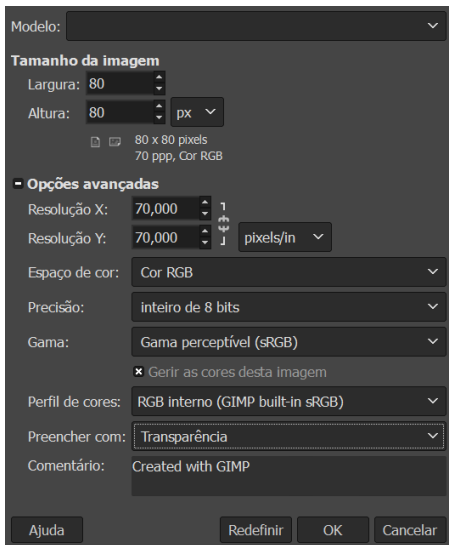 Modelo:
Tamanho da imagem
Largura: 80
Altura: 80 px
80 x 80 pixels
70 ppp, Cor RGB
Opções avançadas
Resolução X: 70,000
Resolução Y: 70,000 pixels/in
Espaço de cor: Cor RGB
Precisão: inteiro de 8 bits
Gama: Gama perceptível (sRGB)
Gerir as cores desta imagem
Perfil de cores: RGB interno (GIMP built-in sRGB)
Preencher com: Transparência
Comentário: Created with GIMP
Ajuda Redefinir OK Cancelar